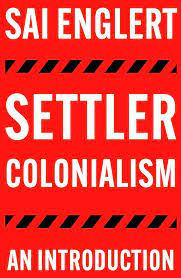 SAI ENGLERT
SETTLER
COLONIALISM
AN INTRODUCTION